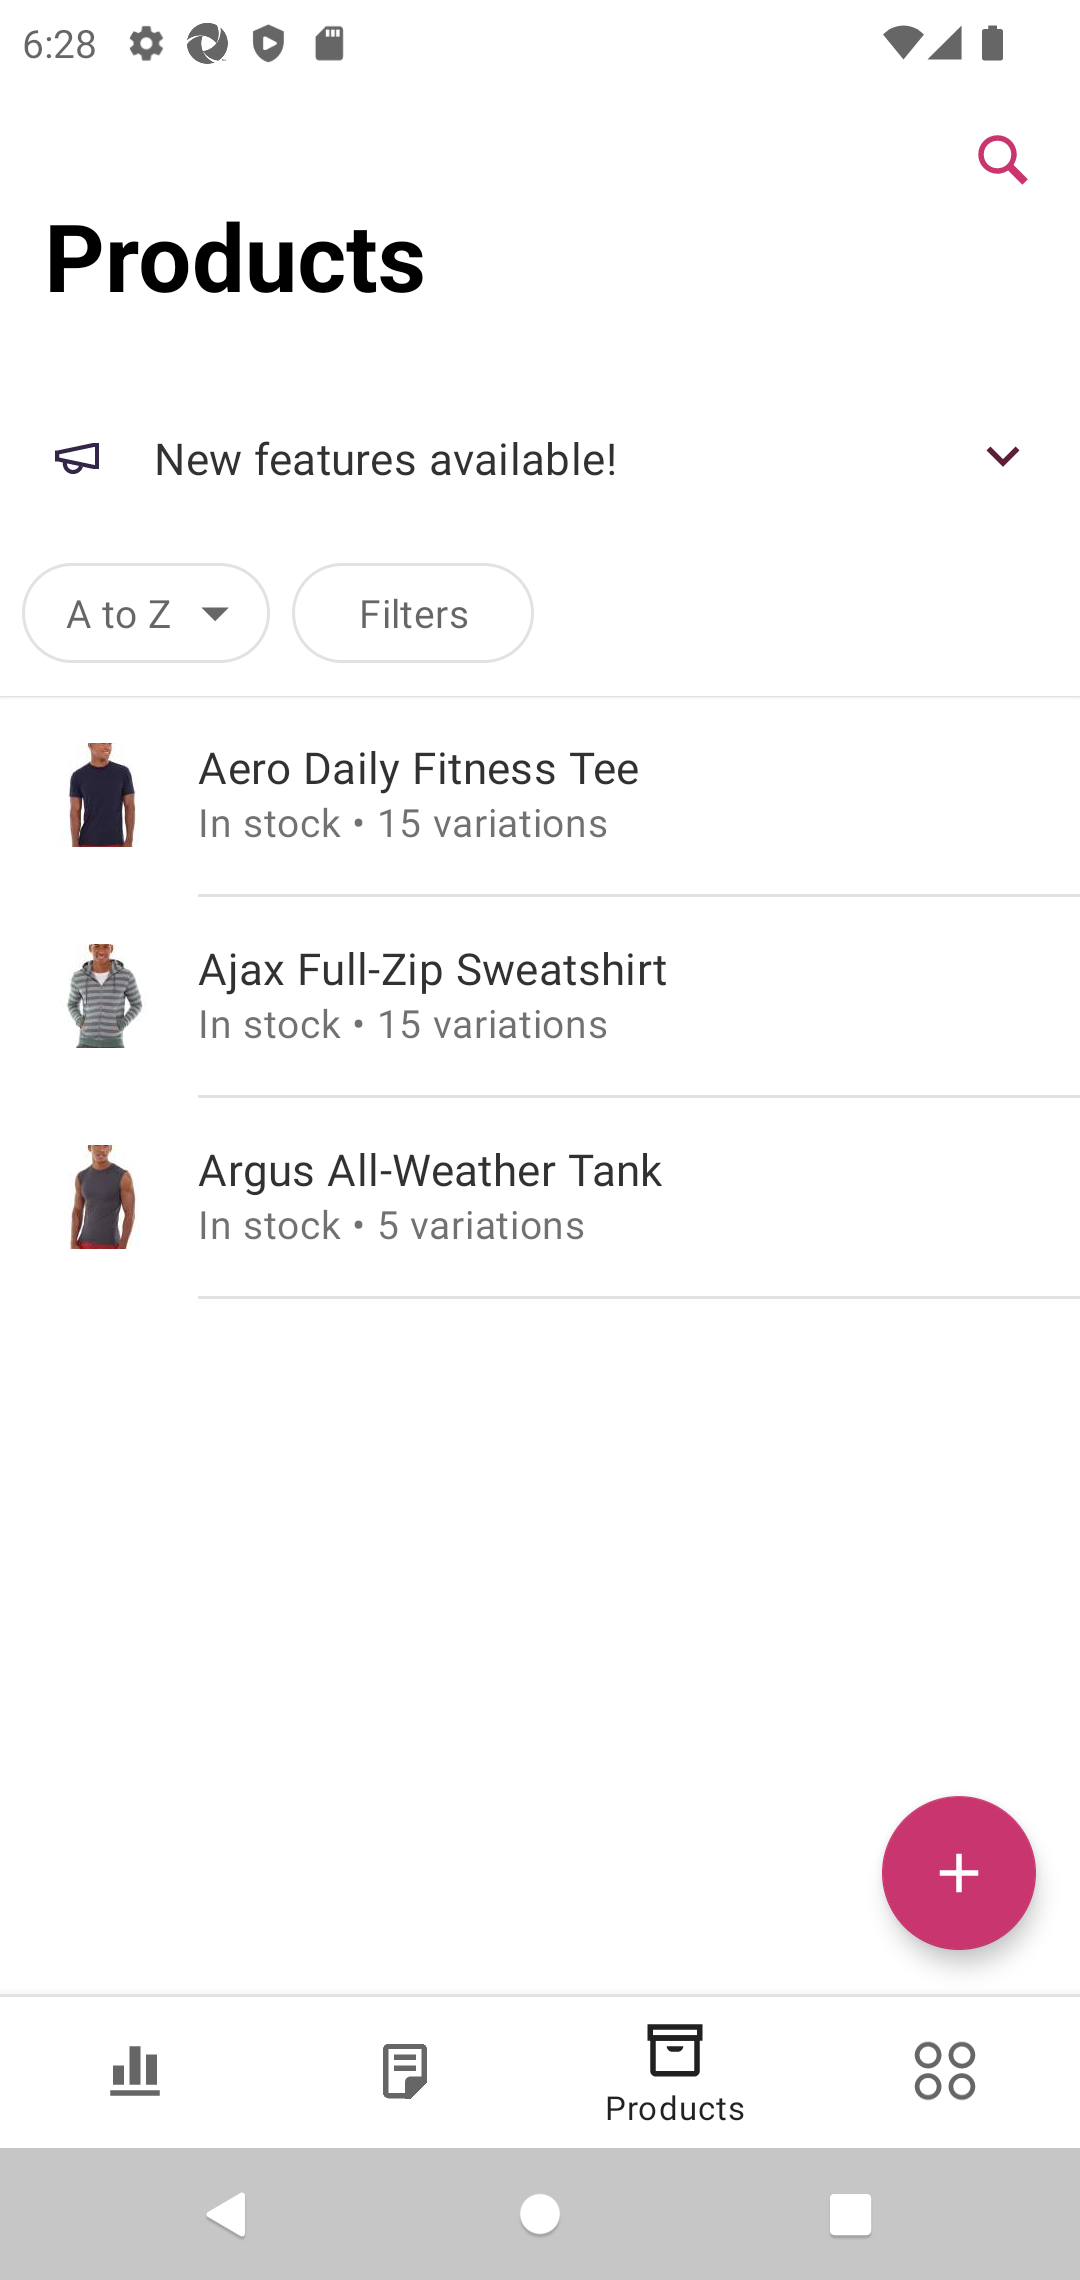 6:28
Products
New features available!
A to Z
Filters
Aero Daily Fitness Tee
In stock • 15 variations
Ajax Full-Zip Sweatshirt
In stock • 15 variations
Argus All-Weather Tank
In stock • 5 variations
Products